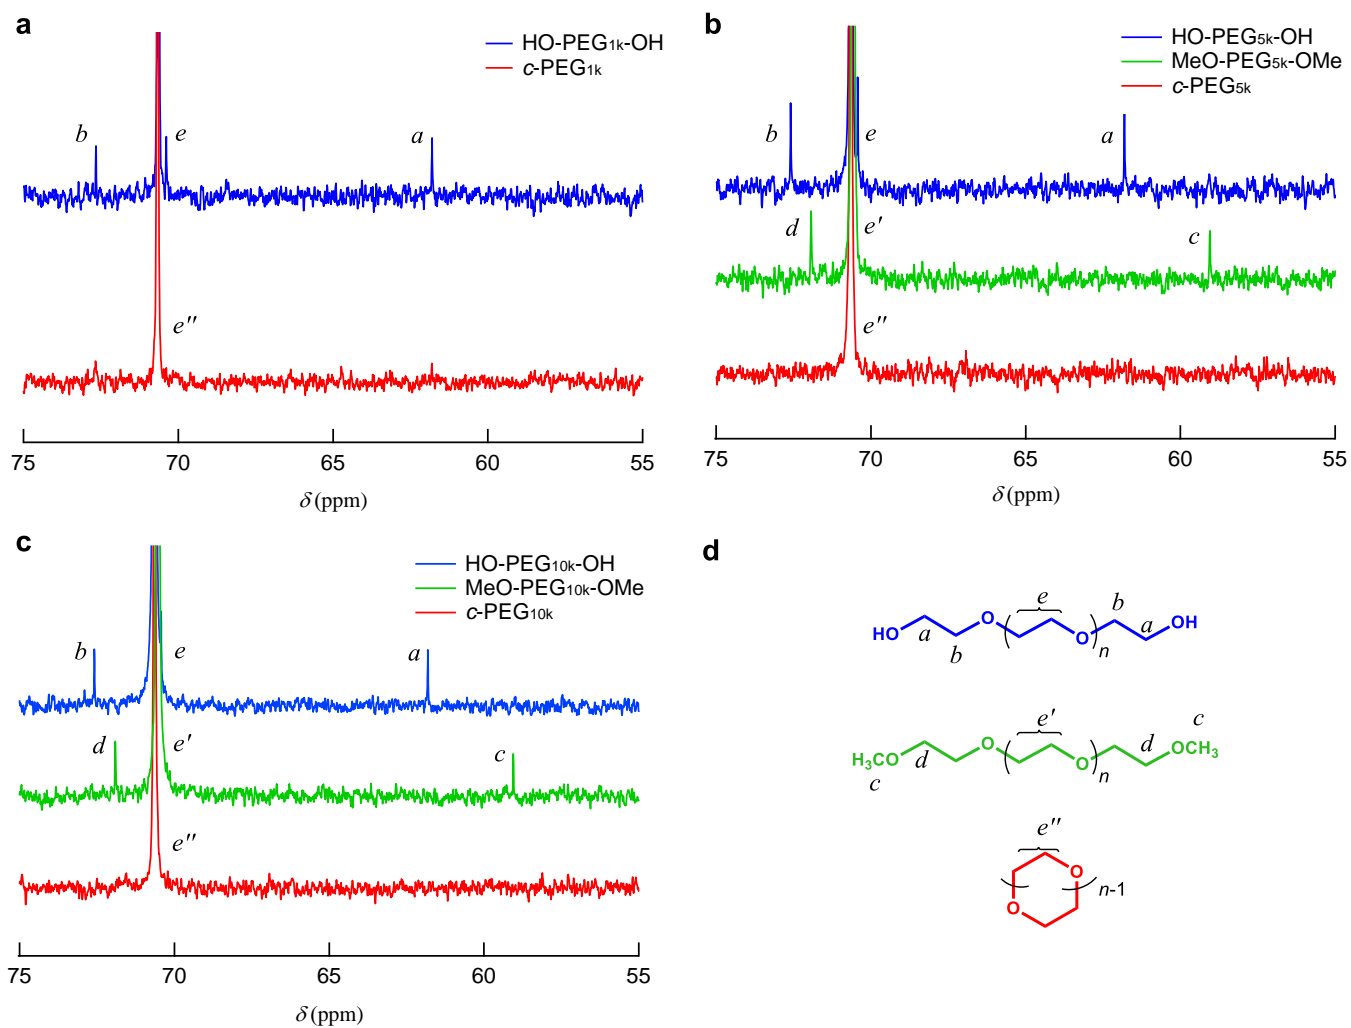 a
HO-PEG1k-OH
c-PEG1k
b
e
a
e″
75
70
65
60
55
δ (ppm)
b
HO-PEG5k-OH
MeO-PEG5k-OMe
c-PEG5k
b
e
a
d
e′
c
e″
75
70
65
60
55
δ (ppm)
c
HO-PEG10k-OH
MeO-PEG10k-OMe
c-PEG10k
b
e
a
d
e′
c
e″
75
70
65
60
55
δ (ppm)
d
e
b
HO
a
O
O
n
a
OH
b
e′
c
H3CO
d
O
O
n
d
OCH3
c
e″
O
n-1
O